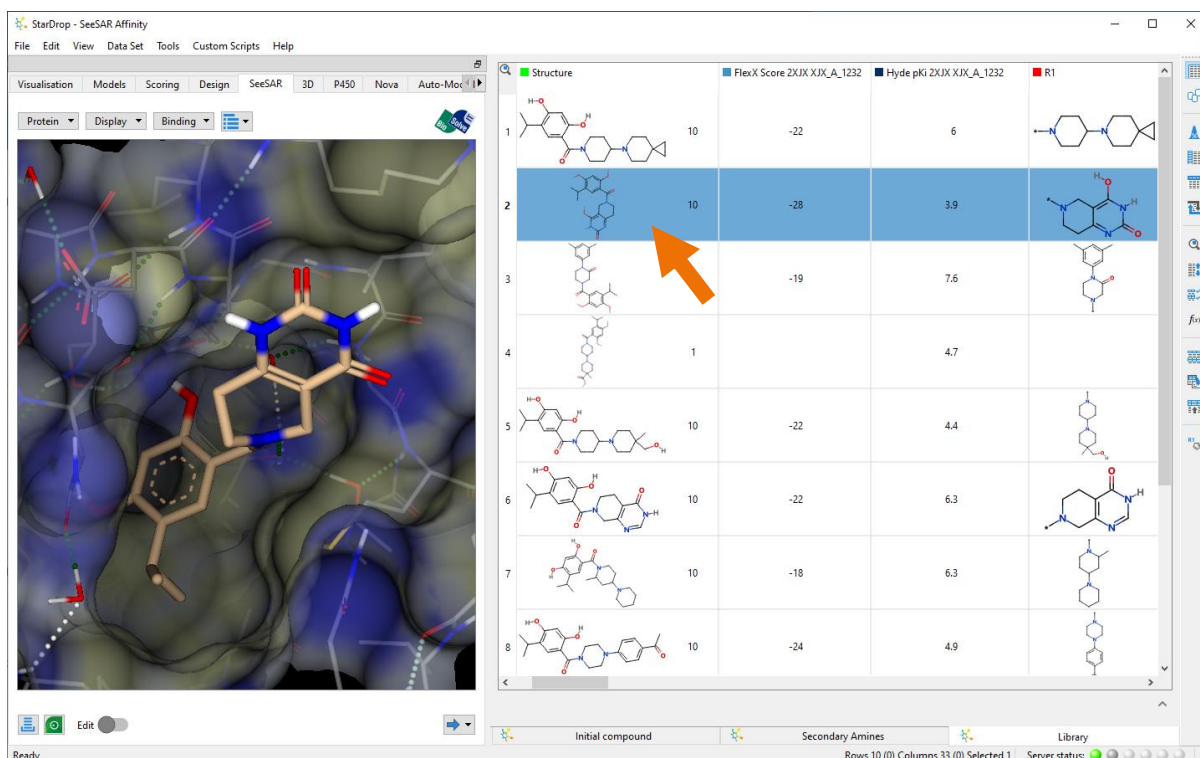 StarDrop - SeeSAR Affinity
File Edit View Data Set Tools Custom Scripts Help
Visualisation Models Scoring Design SeeSAR 3D P450 Nova Auto-Mod
Protein Display Binding
BioSolveIT
Structure FlexX Score 2XJX XJX_A_1232 Hyde pKi 2XJX XJX_A_1232 R1
1 10 -22 6
2 10 -28 3.9
3 -19 7.6
4 1 4.7
5 10 -22 4.4
6 10 -22 6.3
7 -18 6.3
8 10 -24 4.9
f(x)
Edit
Initial compound Secondary Amines Library
Ready Rows 10 (0) Columns 33 (0) Selected 1 Server status: